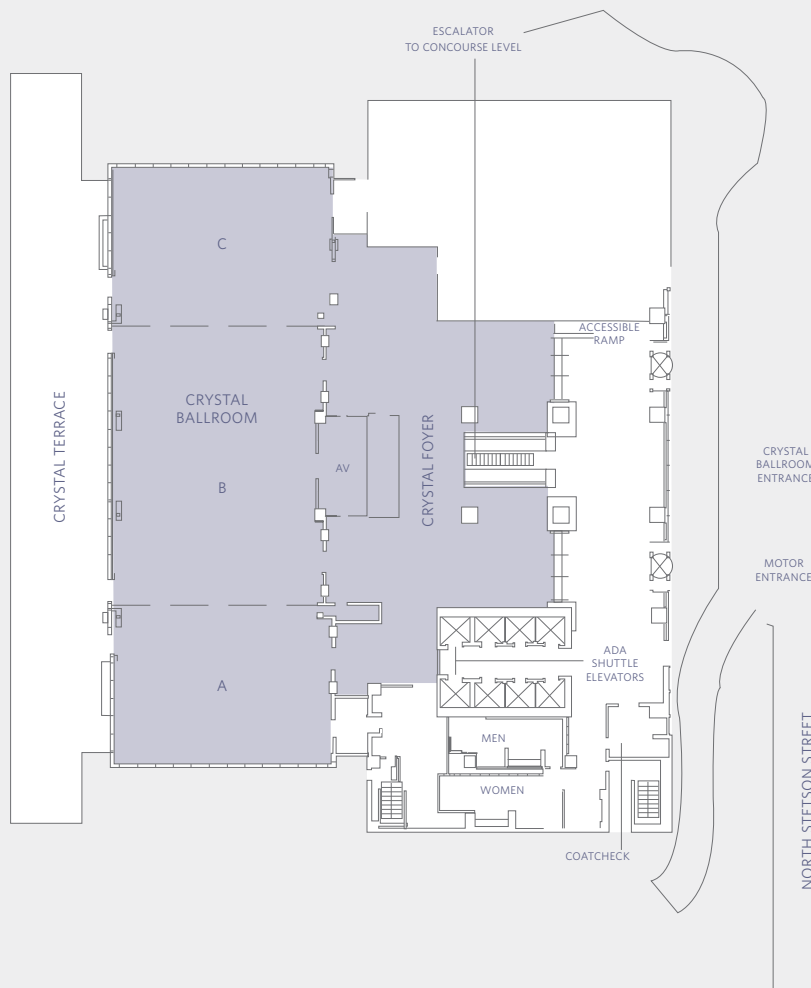 ESCALATOR
TO CONCOURSE LEVEL
C
ACCESSIBLE
RAMP
CRYSTAL TERRACE
CRYSTAL
BALLROOM
CRYSTAL FOYER
AV
B
CRYSTAL
BALLROOM
ENTRANCE
MOTOR
ENTRANCE
A
ADA
SHUTTLE
ELEVATORS
NORTH STETSON STREET
MEN
WOMEN
COATCHECK